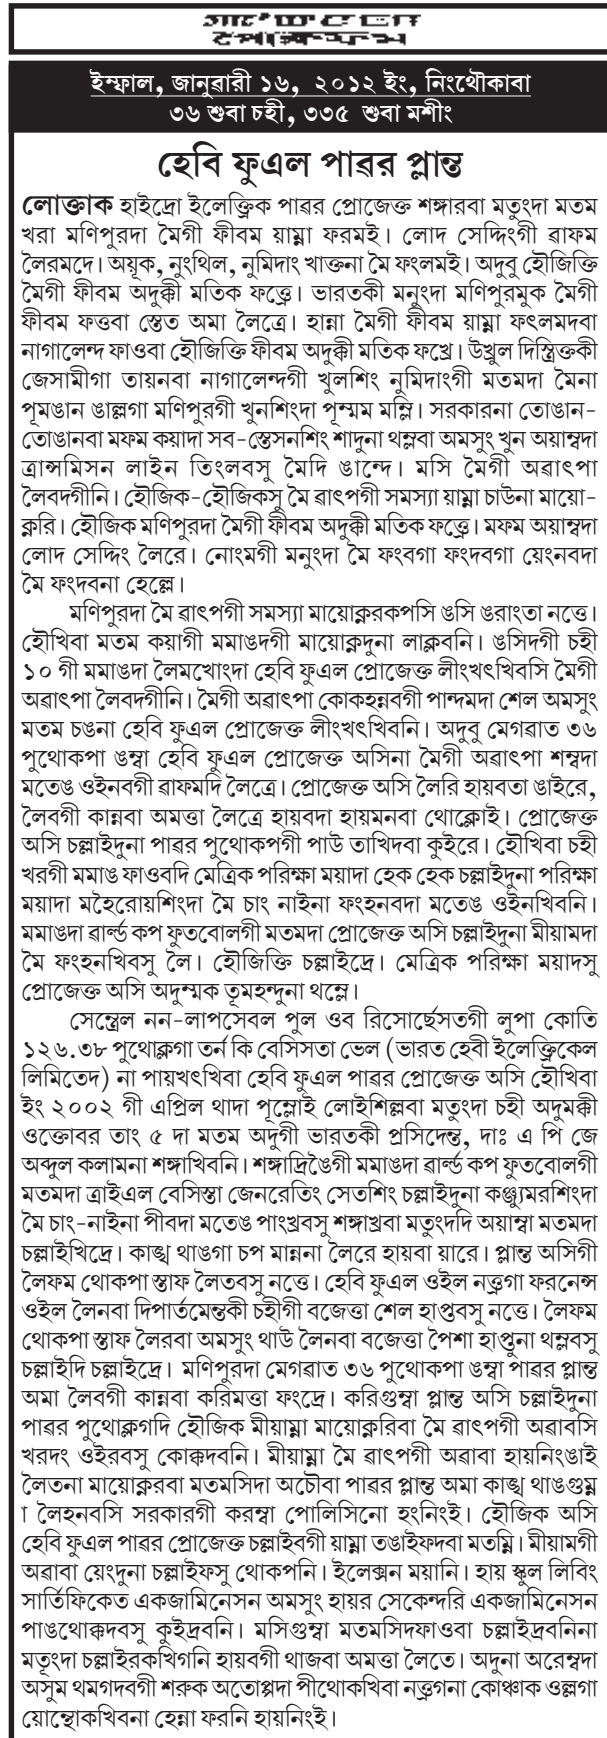 ইম্ফাল, জানুৱারী ১৬, ২০১২ ইং, নিংথৌকাবা
৩৬ শুবা চহী, ৩৩৫ শুবা মশীং
হেবি ফুএল পাৱর প্লান্ত
লোক্তাক হাইদ্রো ইলেক্ত্রিক পাৱর প্রোজেক্ত শঙ্গারবা মতুংদা মতম
খরা মণিপুরদা মৈগী ফীবম য়াম্না ফরমই। লোদ সেদ্দিংগী ৱাফম
লৈরমদে। অয়ূক, নুংথিল, নুমিদাং খাক্তনা মৈ ফংলমই। অদুবু হৌজিক্তি
মৈগী ফীবম অদুক্কী মতিক ফত্ত্রে। ভারতকী মনুংদা মণিপুরমুক মৈগী
ফীবম ফত্তবা স্তেত অমা লৈত্রে। হান্না মৈগী ফীবম য়াম্না ফৎলমদবা
নাগালেন্দ ফাওবা হৌজিক্তি ফীবম অদুক্কী মতিক ফখ্রে। উখ্রুল দিস্ত্রিক্তকী
জেসামীগা তায়নবা নাগালেন্দগী খুলশিং নুমিদাংগী মতমদা মৈনা
পূমঙান ঙাল্লগা মণিপুরগী খুনশিংদা পূম্মম মম্লি। সরকারনা তোঙান-
তোঙানবা মফম কয়াদা সব-স্তেসনশিং শাদুনা থম্লবা অমসুং খুন অয়াম্বদা
ত্রান্সমিসন লাইন তিংলবসু মৈদি ঙান্দে। মসি মৈগী অৱাৎপা
লৈবদগীনি। হৌজিক-হৌজিকসু মৈ ৱাৎপগী সমস্যা য়াম্না চাউনা মায়ো-
ক্নরি। হৌজিক মণিপুরদা মৈগী ফীবম অদুক্কী মতিক ফত্ত্রে। মফম অয়াম্বদা
লোদ সেদ্দিং লৈরে। নোংমগী মনুংদা মৈ ফংবগা ফংদবগা য়েংনবদা
মৈ ফংদবনা হেল্লে।
মণিপুরদা মৈ ৱাৎপগী সমস্যা মায়োক্নরকপসি ঙসি ঙরাংতা নত্তে।
হৌখিবা মতম কয়াগী মমাঙদগী মায়োক্নদুনা লাক্লবনি। ঙসিদগী চহী
১০ গী মমাঙদা লৈমখোংদা হেবি ফুএল প্রোজেক্ত লীংখৎখিবসি মৈগী
অৱাৎপা লৈবদগীনি। মৈগী অৱাৎপা কোকহন্নবগী পান্দমদা শেল অমসুং
মতম চঙনা হেবি ফুএল প্রোজেক্ত লীংখৎখিবনি। অদুবু মেগৱাত ৩৬
পুথোকপা ঙম্বা হেবি ফুএল প্রোজেক্ত অসিনা মৈগী অৱাৎপা শম্বদা
মতেঙ ওইনবগী ৱাফমদি লৈত্রে। প্রোজেক্ত অসি লৈরি হায়বতা ঙাইরে,
লৈবগী কান্নবা অমত্তা লৈত্রে হায়বদা হায়মনবা থোক্লোই। প্রোজেক্ত
অসি চল্লাইদুনা পাৱর পুথোকপগী পাউ তাখিদবা কুইরে। হৌখিবা চহী
খরগী মমাঙ ফাওবদি মেত্রিক পরিক্ষা ময়াদা হেক হেক চল্লাইদুনা পরিক্ষা
ময়াদা মহৈরোয়শিংদা মৈ চাং নাইনা ফংহনবদা মতেঙ ওইনখিবনি।
মমাঙদা ৱার্ল্ড কপ ফুতবোলগী মতমদা প্রোজেক্ত অসি চল্লাইদুনা মীয়ামদা
মৈ ফংহনখিবসু লৈ। হৌজিক্তি চল্লাইদ্রে। মেত্রিক পরিক্ষা ময়াদসু
প্রোজেক্ত অসি অদুম্মক তূমহন্দুনা থম্লে।
সেন্ত্রেল নন-লাপসেবল পুল ওব রিসোর্ছেসতগী লুপা কোতি
১২৬.৩৮ পুথোক্লগা তর্ন কি বেসিসতা ভেল (ভারত হেবী ইলেক্ত্রিকেল
লিমিতেদ) না পায়খৎখিবা হেবি ফুএল পাৱর প্রোজেক্ত অসি হৌখিবা
ইং ২০০২ গী এপ্রিল থাদা পূম্লোই লোইশিল্লবা মতুংদা চহী অদুমক্কী
ওক্তোবর তাং ৫ দা মতম অদুগী ভারতকী প্রসিদেন্ত, দাঃ এ পি জে
অব্দুল কলামনা শঙ্গাখিবনি। শঙ্গাদ্রিঙৈগী মমাঙদা ৱার্ল্ড কপ ফুতবোলগী
মতমদা ত্রাইএল বেসিস্তা জেনরেতিং সেতশিং চল্লাইদুনা কঞ্জ্যুমরশিংদা
মৈ চাং-নাইনা পীবদা মতেঙ পাংখ্রবসু শঙ্গাখ্রবা মতুংদদি অয়াম্বা মতমদা
চল্লাইখিদ্রে। কাঙ্খ থাঙগা চপ মান্ননা লৈরে হায়বা য়ারে। প্লান্ত অসিগী
লৈফম থোকপা স্তাফ লৈতবসু নত্তে। হেবি ফুএল ওইল নত্ত্রগা ফরনেন্স
ওইল লৈনবা দিপার্তমেন্তকী চহীগী বজেত্তা শেল হাপ্তবসু নত্তে। লৈফম
থোকপা স্তাফ লৈরবা অমসুং থাউ লৈনবা বজেত্তা পৈশা হাপ্তুনা থম্লবসু
চল্লাইদি চল্লাইদ্রে। মণিপুরদা মেগৱাত ৩৬ পুথোকপা ঙম্বা পাৱর প্লান্ত
অমা লৈবগী কান্নবা করিমত্তা ফংদ্রে। করিগুম্বা প্লান্ত অসি চল্লাইদুনা
পাৱর পুথোক্লগদি হৌজিক মীয়াম্না মায়োক্নরিবা মৈ ৱাৎপগী অৱাবসি
খরদং ওইরবসু কোক্কদবনি। মীয়াম্না মৈ ৱাৎপগী অৱাবা হায়নিংঙাই
লৈতনা মায়োক্নরবা মতমসিদা অচৌবা পাৱর প্লান্ত অমা কাঙ্খ থাঙগুম্ন
া লৈহনবসি সরকারগী করম্বা পোলিসিনো হংনিংই। হৌজিক অসি
হেবি ফুএল পাৱর প্রোজেক্ত চল্লাইবগী য়াম্না তঙাইফদবা মতম্নি। মীয়ামগী
অৱাবা য়েংদুনা চল্লাইফসু থোকপনি। ইলেক্সন ময়ানি। হায় স্কুল লিবিং
সার্তিফিকেত একজামিনেসন অমসুং হায়র সেকেন্দরি একজামিনেসন
পাঙথোক্কদবসু কুইদ্রবনি। মসিগুম্বা মতমসিদফাওবা চল্লাইদ্রবনিনা
মতূংদা চল্লাইরকখিগনি হায়বগী থাজবা অমত্তা লৈতে। অদুনা অরেম্বদা
অসুম থমগদবগী শরুক অতোপ্পদা পীথোকখিবা নত্ত্রগনা কোঞ্চাক ওল্লগা
য়োন্থোকখিবনা হেন্না ফরনি হায়নিংই।